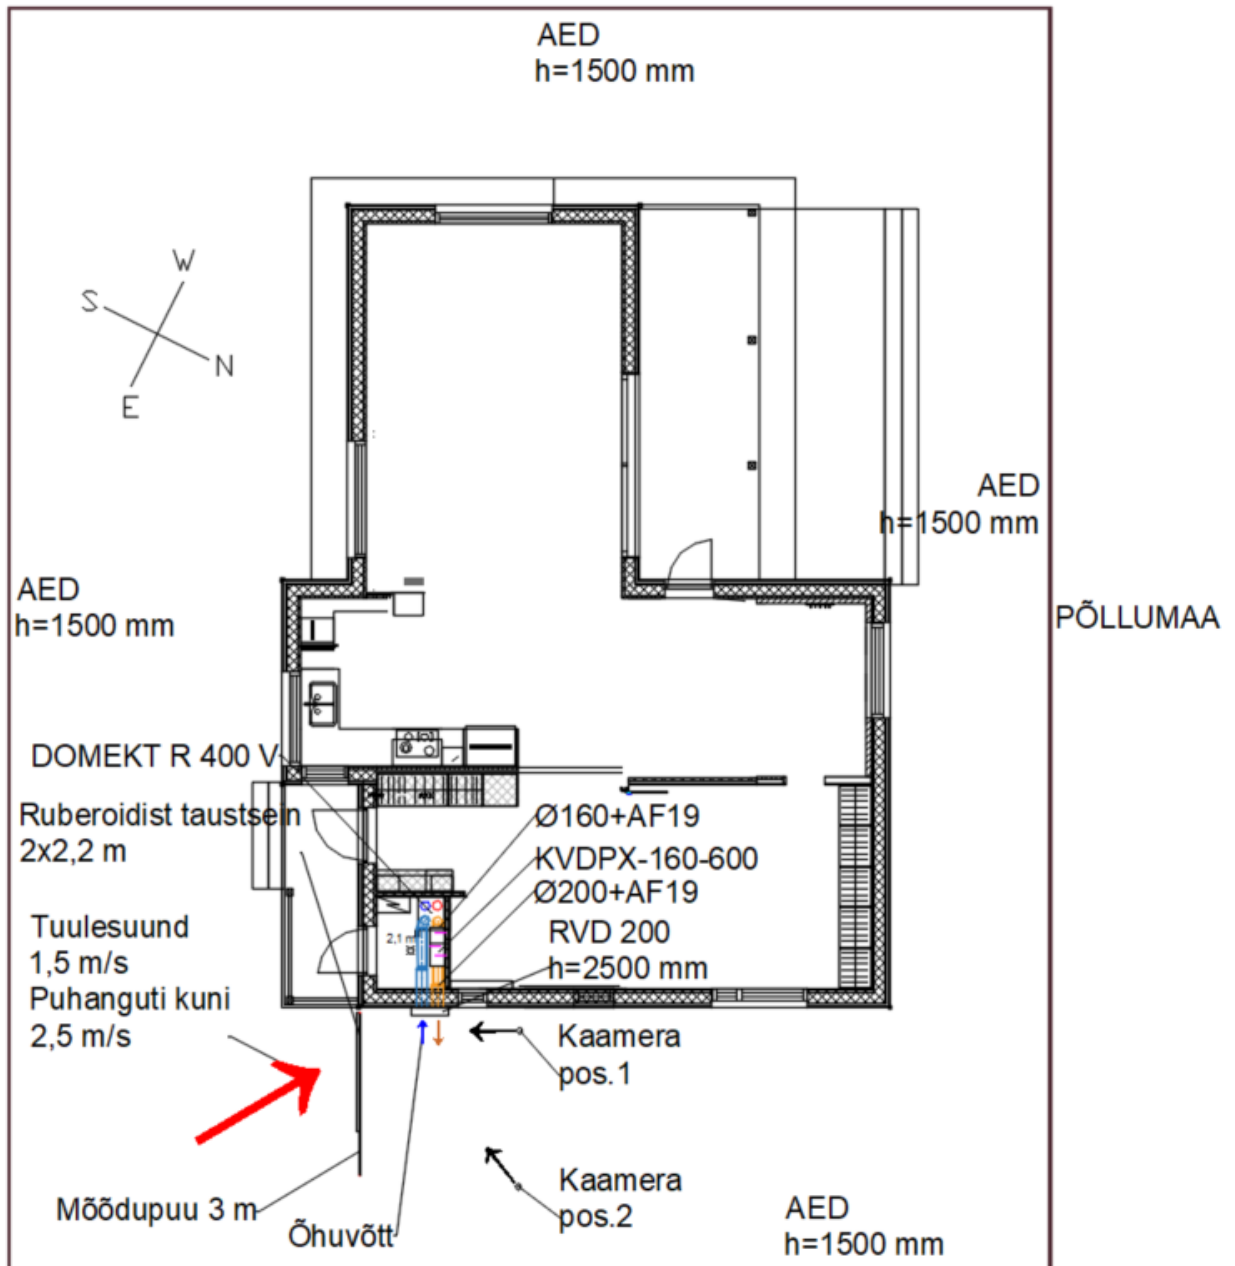 AED
h=1500 mm
W
S
N
E
AED
h=1500 mm
AED
h=1500 mm
PÕLLUMAA
DOMEKT R 400 V
Ruberoidist taustsein
2x2,2 m
Ø160+AF19
KVDPX-160-600
Ø200+AF19
RVD 200
h=2500 mm
2,1 m
Tuulesuund
1,5 m/s
Puhanguti kuni
2,5 m/s
Kaamera
pos.1
Kaamera
pos.2
Mõõdupuu 3 m
Õhuvõtt
AED
h=1500 mm